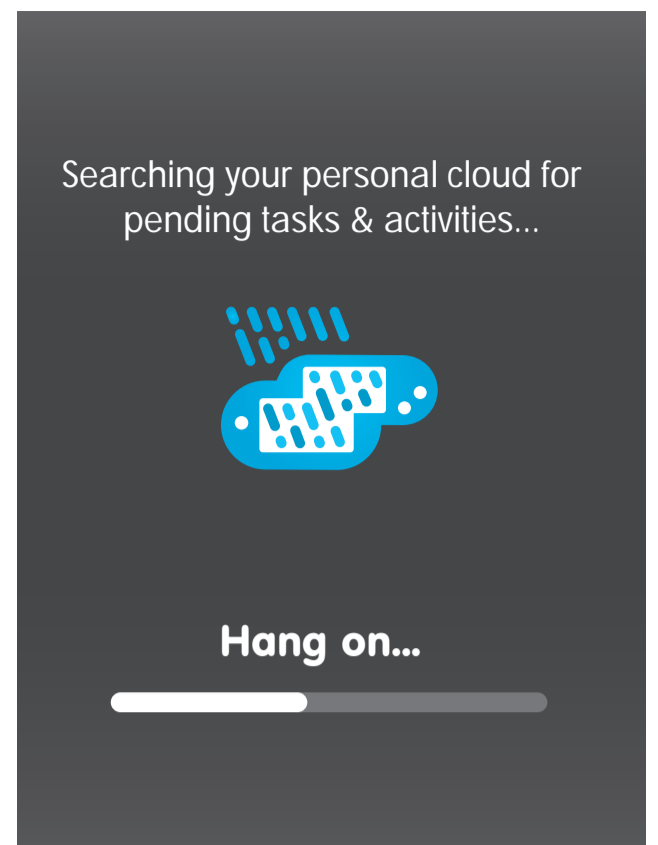 Searching your personal cloud for
pending tasks & activities...
Hang on...